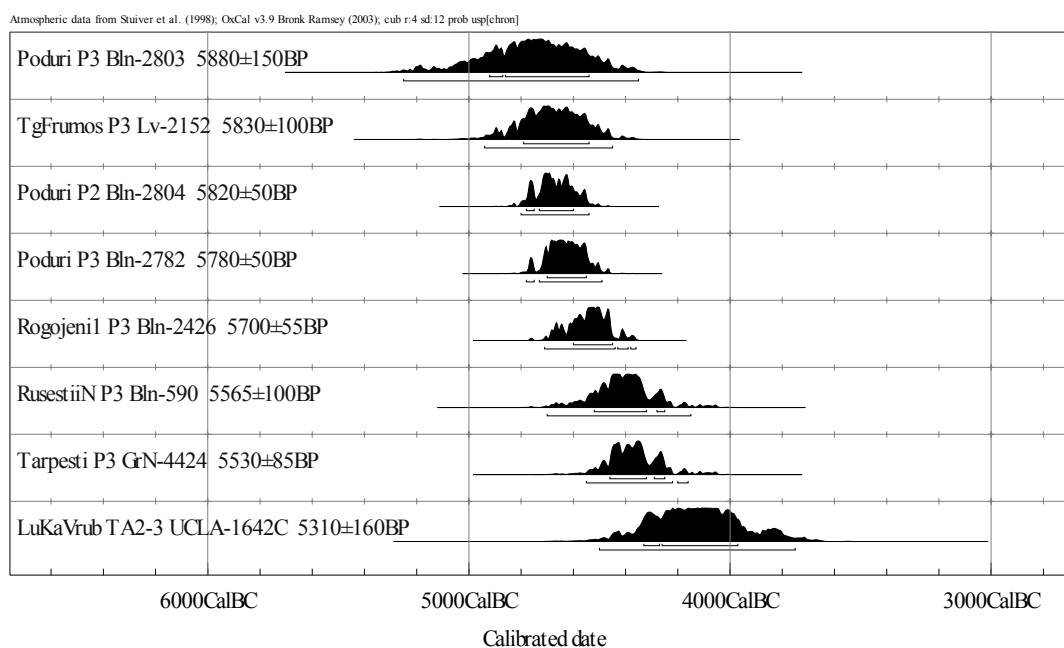 Atmospheric data from Stuiver et al. (1998); OxCal v3.9 Bronk Ramsey (2003); cub r:4 sd:12 prob usp[chron]
Poduri P3 Bln-2803 5880±150BP
TgFrumos P3 Lv-2152 5830±100BP
Poduri P2 Bln-2804 5820±50BP
Poduri P3 Bln-2782 5780±50BP
Rogojeni1 P3 Bln-2426 5700±55BP
RusestiiN P3 Bln-590 5565±100BP
Tarpesti P3 GrN-4424 5530±85BP
LuKaVrub TA2-3 UCLA-1642C 5310±160BP
6000CalBC 5000CalBC 4000CalBC 3000CalBC
Calibrated date